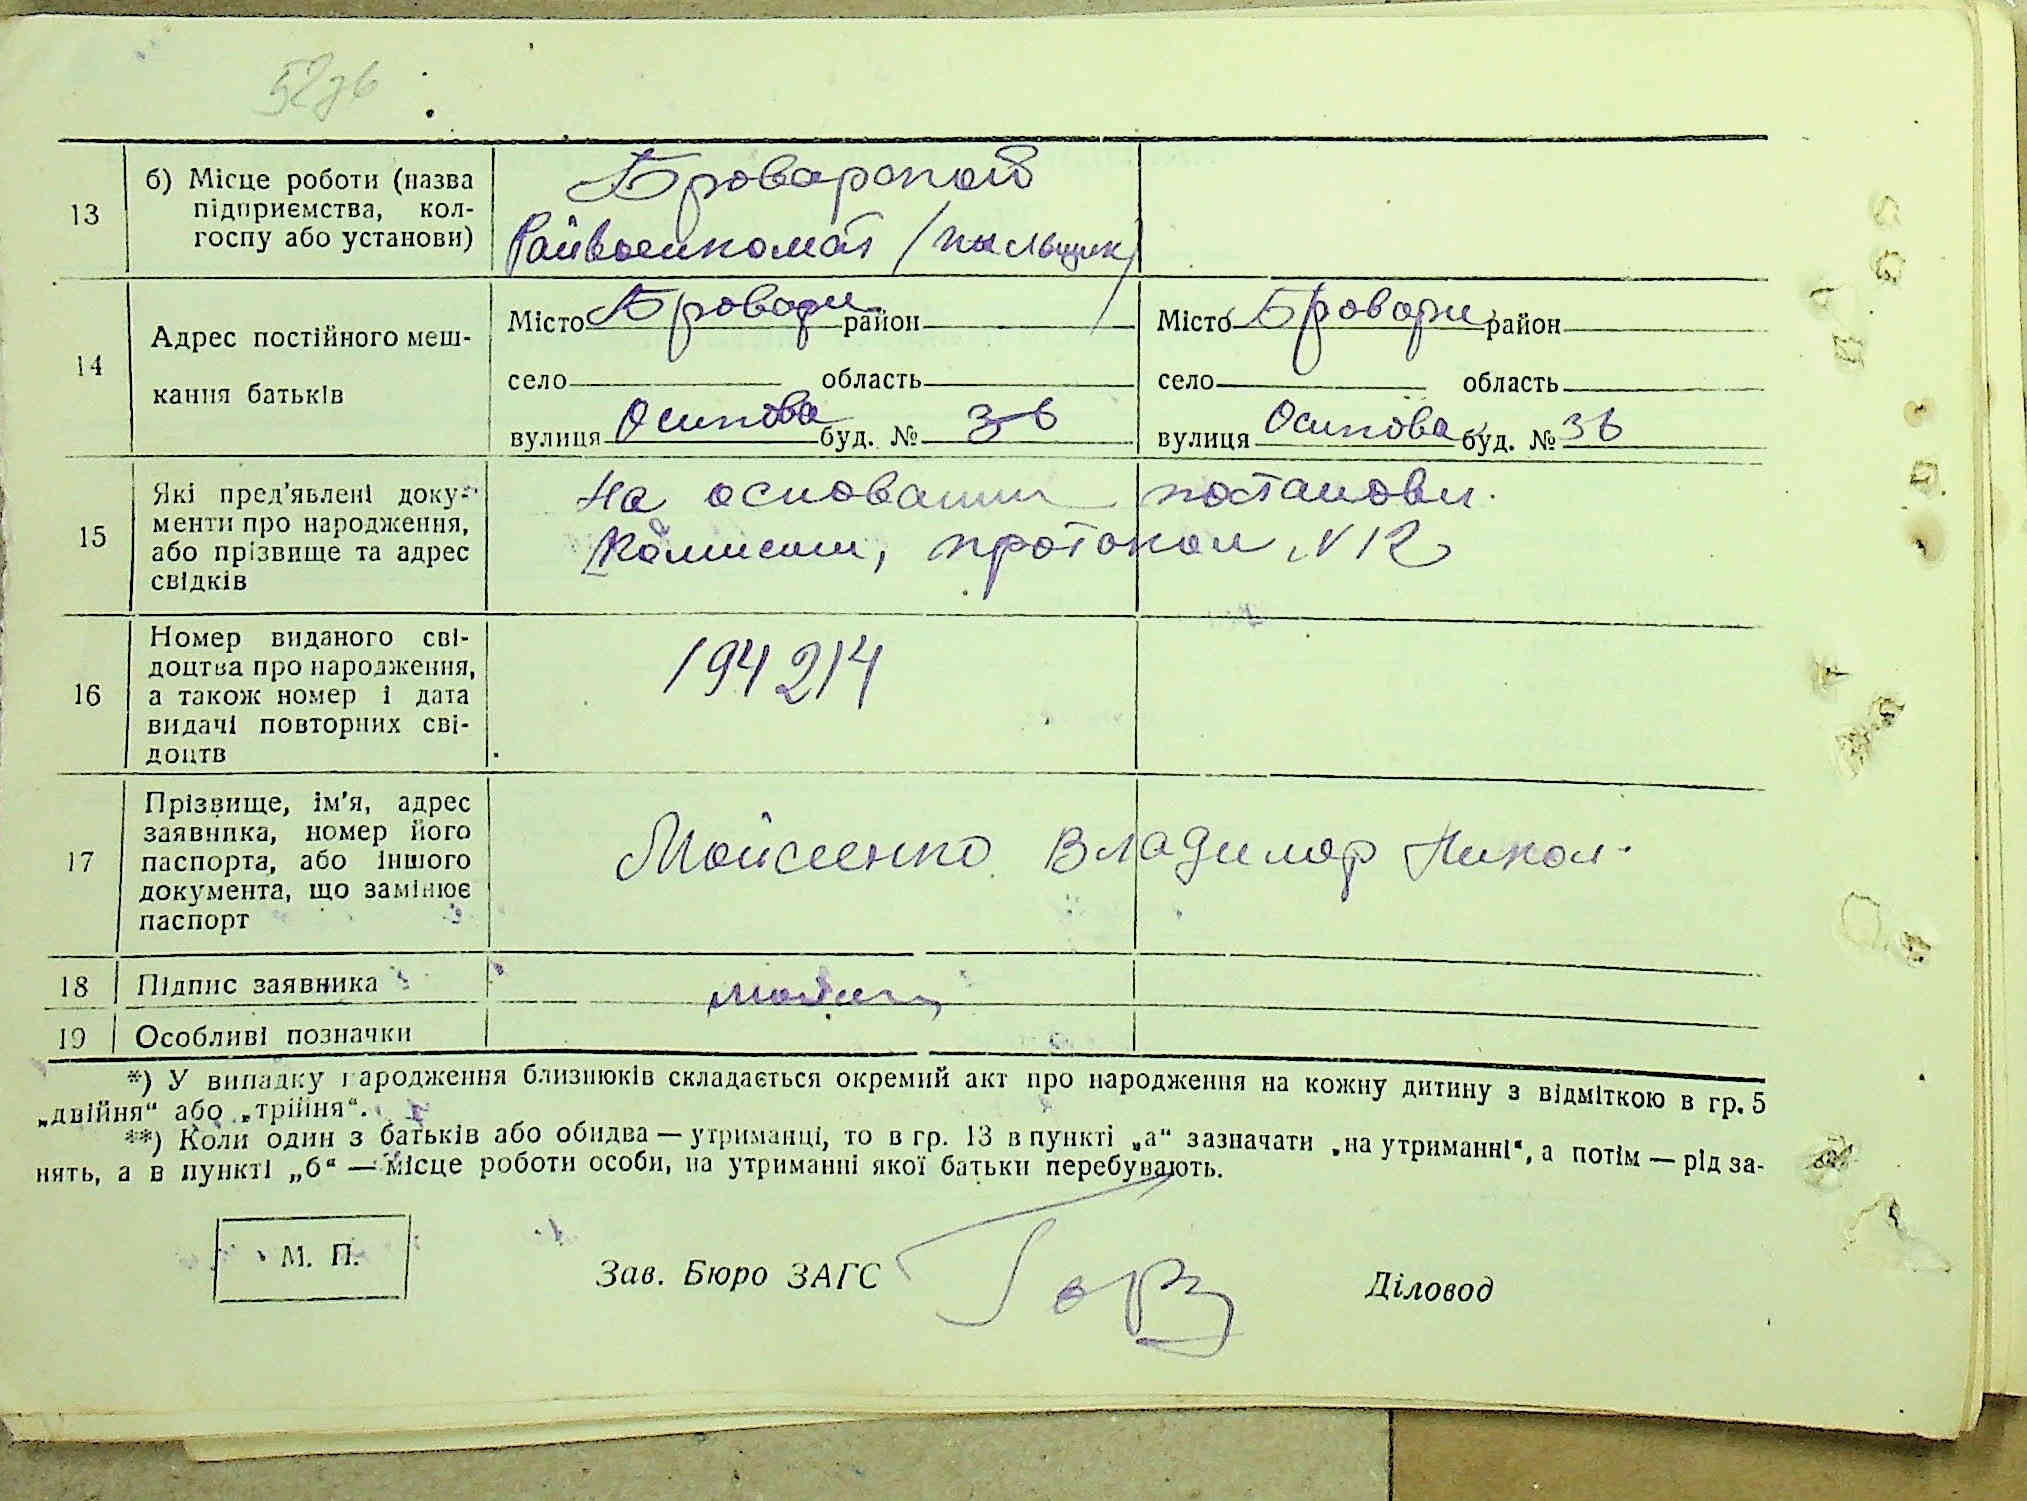 52зв
13
б) Місце роботи (назва
підприємства, кол-
госпу або установи)
Броварской
Райвоенкомат /пыльщик/
14
Адрес постійного меш-
кання батьків
Місто Бровари район
село область
вулиця Осипова буд. № 36
Місто Бровари район
село область
вулиця Осипова буд. № 36
15
Які пред'явлені доку-
менти про народження,
або прізвище та адрес
свідків
На основании постанови.
Комисии, протокол N 12
16
Номер виданого сві-
доцтва про народження,
а також номер і дата
видачі повторних сві-
доцтв
194214
17
Прізвище, ім'я, адрес
заявника, номер його
паспорта, або іншого
документа, що замінює
паспорт
Мойсеенко Владимир Никол.
18
Підпис заявника
19
Особливі позначки
*) У випадку народження близнюків складається окремий акт про народження на кожну дитину з відміткою в гр. 5
„двійня“ або „трійня“.
**) Коли один з батьків або обидва — утриманці, то в гр. 13 в пункті „а“ зазначати „на утриманні“, а потім — рід за-
нять, а в пункті „б“ — місце роботи особи, на утриманні якої батьки перебувають.
М. П.
Зав. Бюро ЗАГС
Діловод